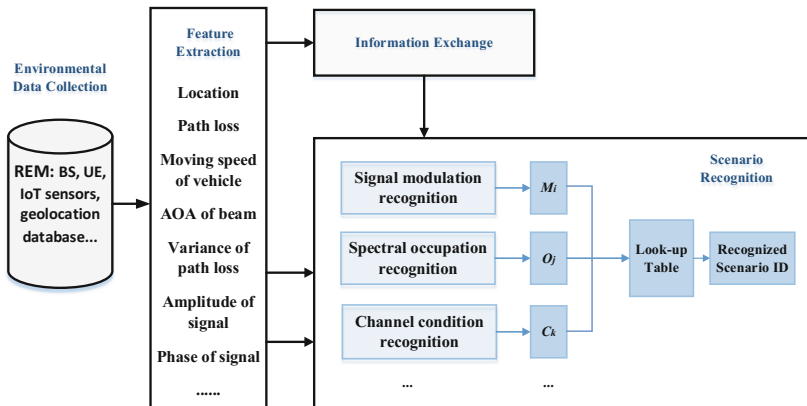 Environmental
Data Collection
REM: BS, UE,
IoT sensors,
geolocation
database...
Feature
Extraction
Location
Path loss
Moving speed
of vehicle
AOA of beam
Variance of
path loss
Amplitude of
signal
Phase of signal
......
Information Exchange
Scenario
Recognition
Signal modulation
recognition
Mi
Spectral occupation
recognition
Oj
Channel condition
recognition
Ck
...
...
Look-up
Table
Recognized
Scenario ID